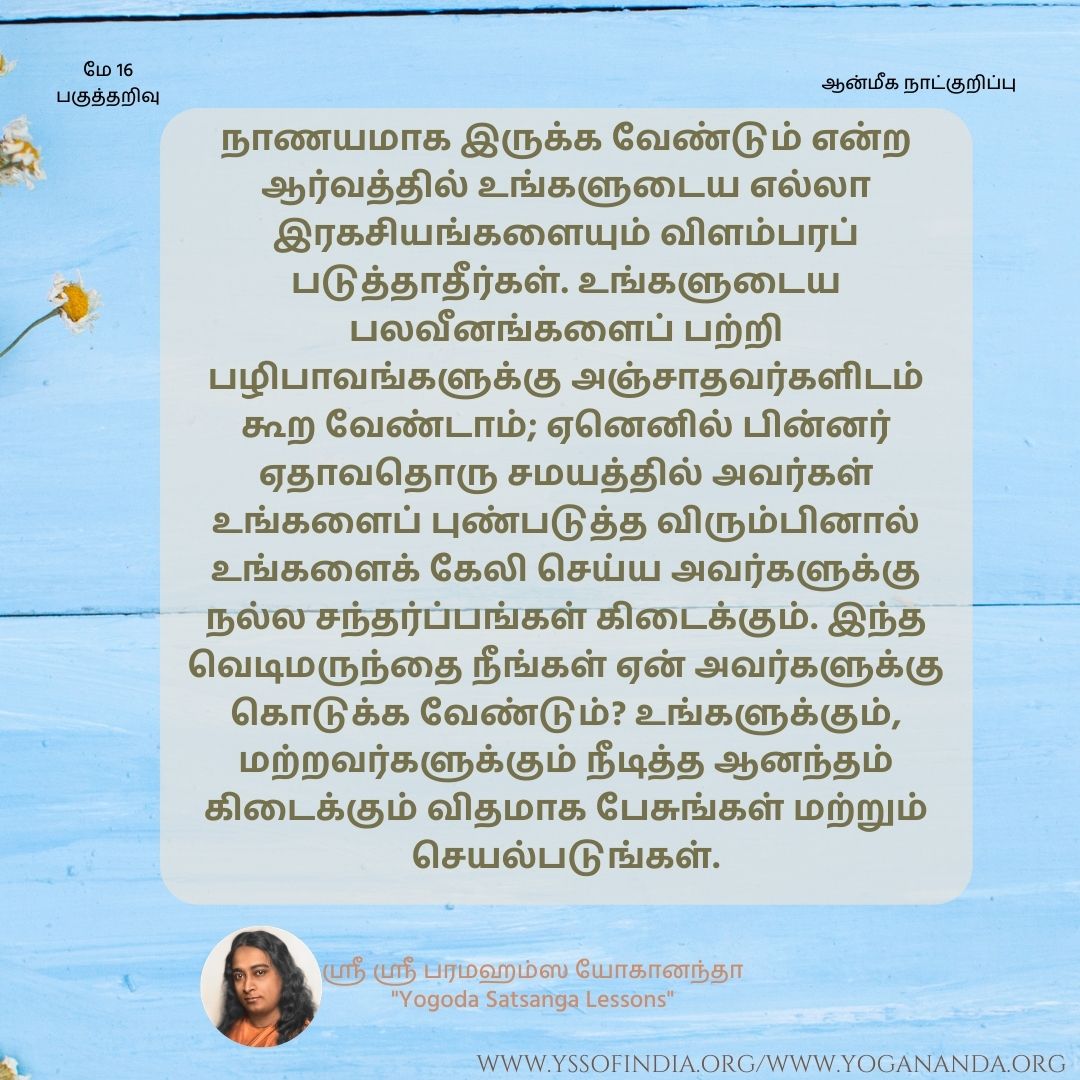 மே 16
பகுத்தறிவு
ஆன்மீக நாட்குறிப்பு
நாணயமாக இருக்க வேண்டும் என்ற
ஆர்வத்தில் உங்களுடைய எல்லா
இரகசியங்களையும் விளம்பரப்
படுத்தாதீர்கள். உங்களுடைய
பலவீனங்களைப் பற்றி
பழிபாவங்களுக்கு அஞ்சாதவர்களிடம்
கூற வேண்டாம்; ஏனெனில் பின்னர்
ஏதாவதொரு சமயத்தில் அவர்கள்
உங்களைப் புண்படுத்த விரும்பினால்
உங்களைக் கேலி செய்ய அவர்களுக்கு
நல்ல சந்தர்ப்பங்கள் கிடைக்கும். இந்த
வெடிமருந்தை நீங்கள் ஏன் அவர்களுக்கு
கொடுக்க வேண்டும்? உங்களுக்கும்,
மற்றவர்களுக்கும் நீடித்த ஆனந்தம்
கிடைக்கும் விதமாக பேசுங்கள் மற்றும்
செயல்படுங்கள்.
ஸ்ரீ ஸ்ரீ பரமஹம்ஸ யோகானந்தா
"Yogoda Satsanga Lessons"
WWW.YSSOFINDIA.ORG/WWW.YOGANANDA.ORG